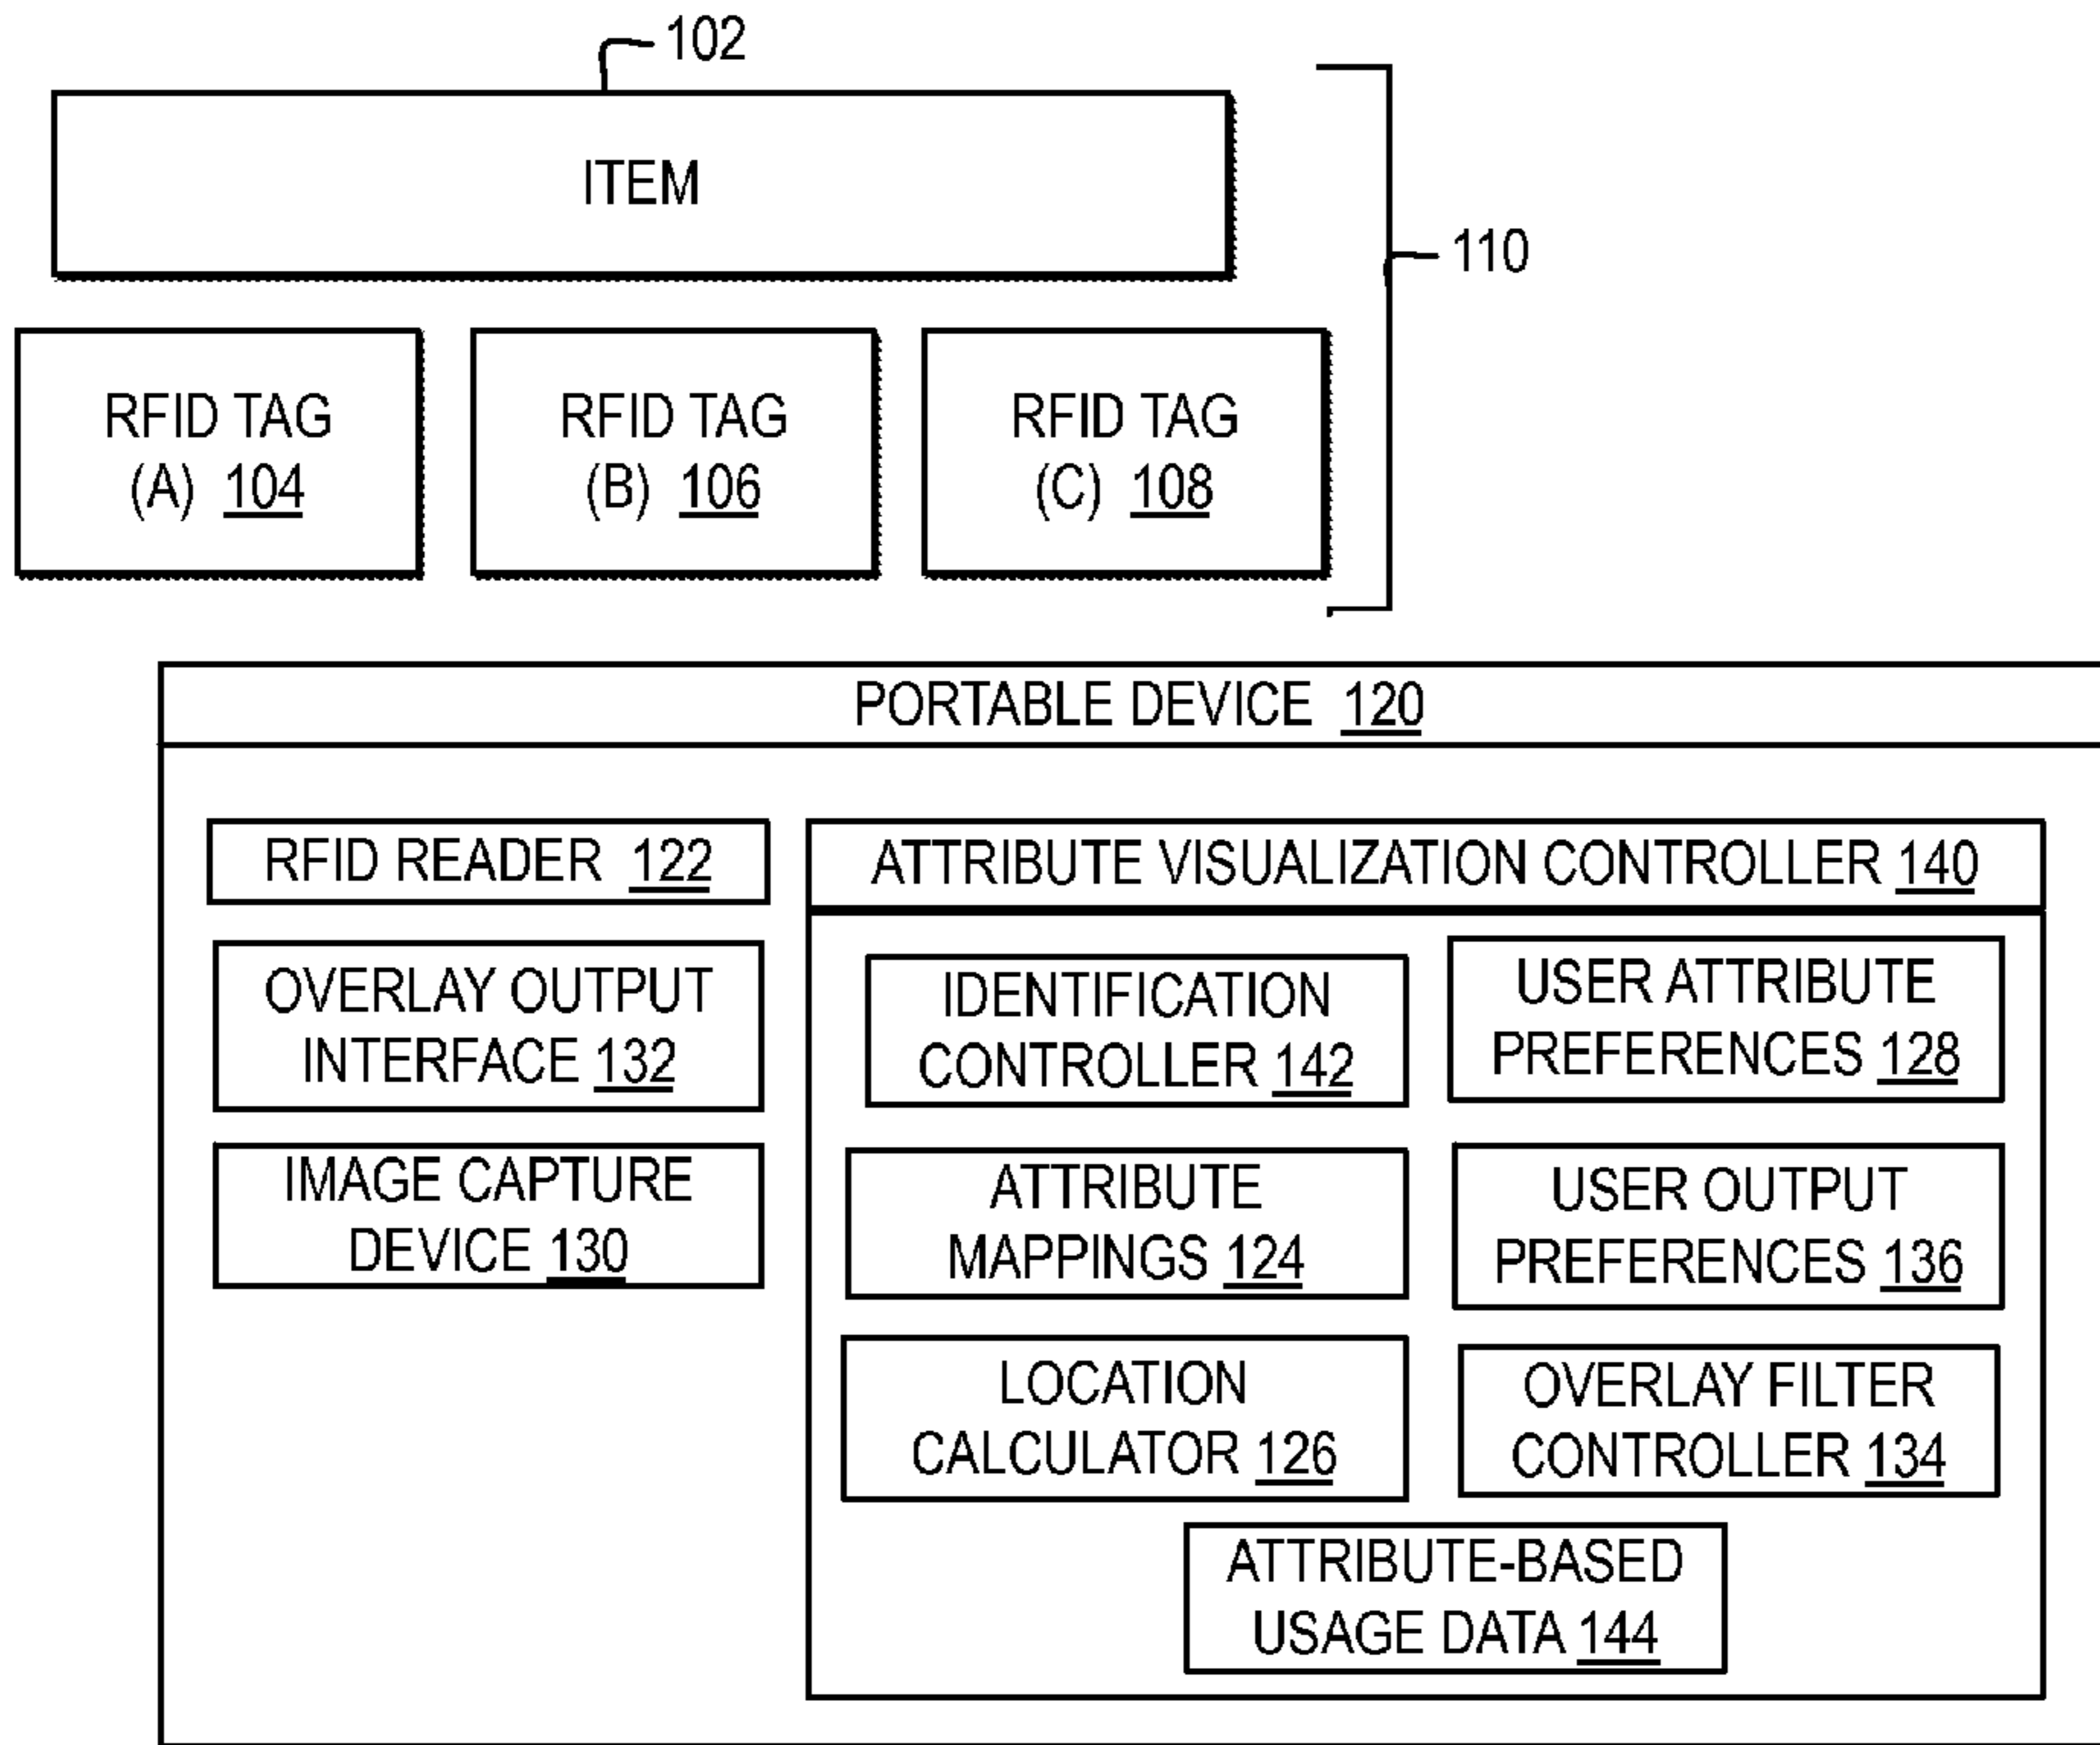 102
ITEM
110
RFID TAG
(A) 104
RFID TAG
(B) 106
RFID TAG
(C) 108
PORTABLE DEVICE 120
RFID READER 122
OVERLAY OUTPUT
INTERFACE 132
IMAGE CAPTURE
DEVICE 130
ATTRIBUTE VISUALIZATION CONTROLLER 140
IDENTIFICATION
CONTROLLER 142
USER ATTRIBUTE
PREFERENCES 128
ATTRIBUTE
MAPPINGS 124
USER OUTPUT
PREFERENCES 136
LOCATION
CALCULATOR 126
OVERLAY FILTER
CONTROLLER 134
ATTRIBUTE-BASED
USAGE DATA 144